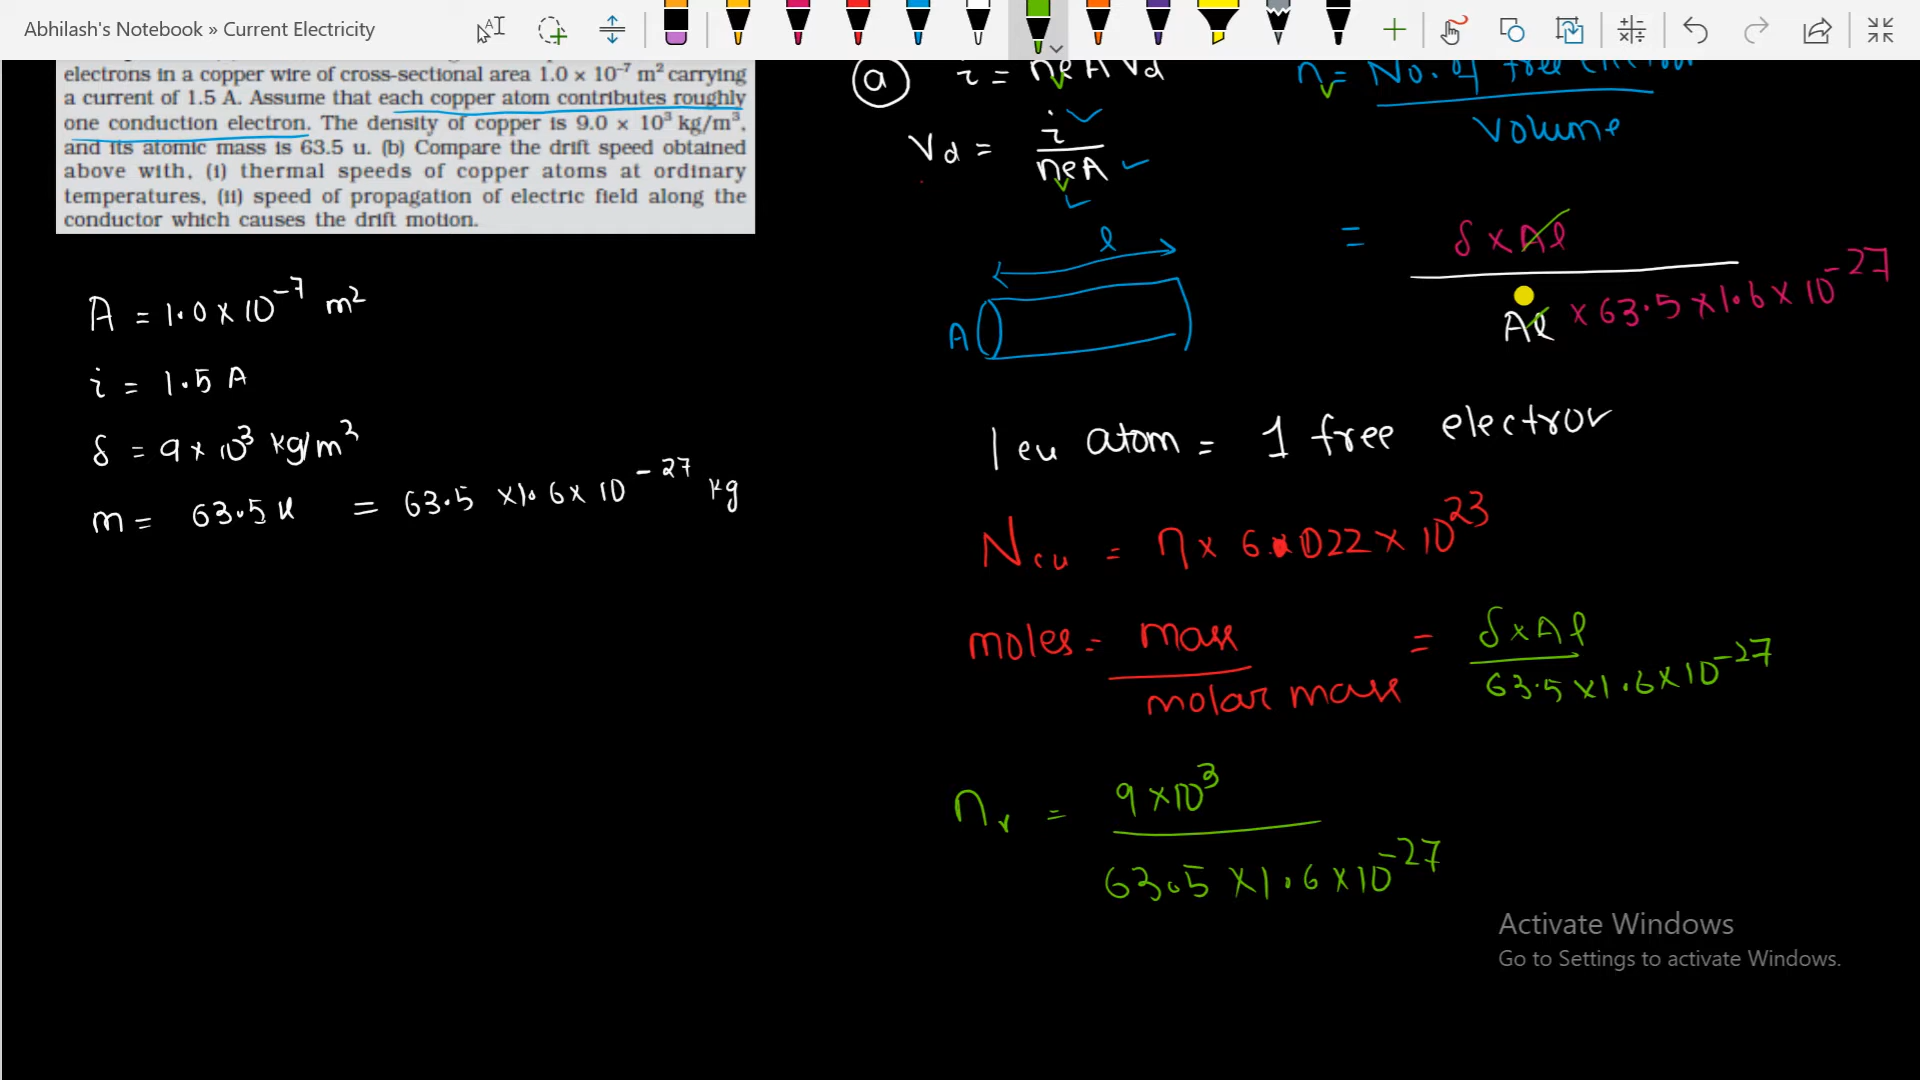 Abhilash's Notebook » Current Electricity
electrons in a copper wire of cross-sectional area 1.0 × 10⁻⁷ m² carrying
a current of 1.5 A. Assume that each copper atom contributes roughly
one conduction electron. The density of copper is 9.0 × 10³ kg/m³,
and its atomic mass is 63.5 u. (b) Compare the drift speed obtained
above with, (i) thermal speeds of copper atoms at ordinary
temperatures, (ii) speed of propagation of electric field along the
conductor which causes the drift motion.
A = 1.0 × 10⁻⁷ m²
i = 1.5 A
δ = 9 × 10³ kg/m³
m = 63.5 u = 63.5 × 1.6 × 10⁻²⁷ kg
(a) i = neA Vd
Vd = i / neA
l
A
n = No. of free / Volume
= δ × Al / Al × 63.5 × 1.6 × 10⁻²⁷
1 cu atom = 1 free electron
Ncu = n × 6.022 × 10²³
moles = mass / molar mass = δ × Al / 63.5 × 1.6 × 10⁻²⁷
n = 9 × 10³ / 63.5 × 1.6 × 10⁻²⁷
Activate Windows
Go to Settings to activate Windows.